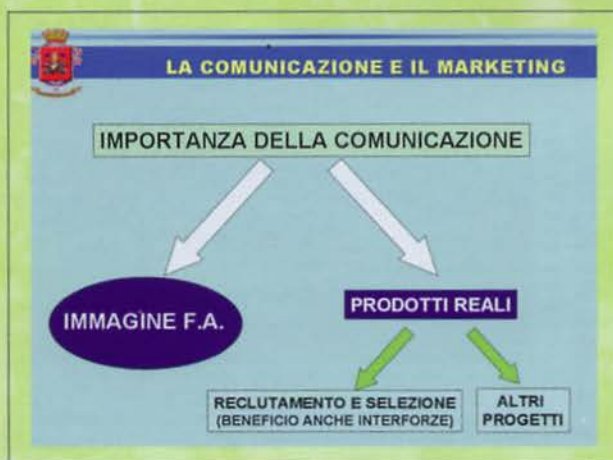 LA COMUNICAZIONE E IL MARKETING
IMPORTANZA DELLA COMUNICAZIONE
IMMAGINE F.A.
PRODOTTI REALI
RECLUTAMENTO E SELEZIONE
(BENEFICIO ANCHE INTERFORZE)
ALTRI
PROGETTI